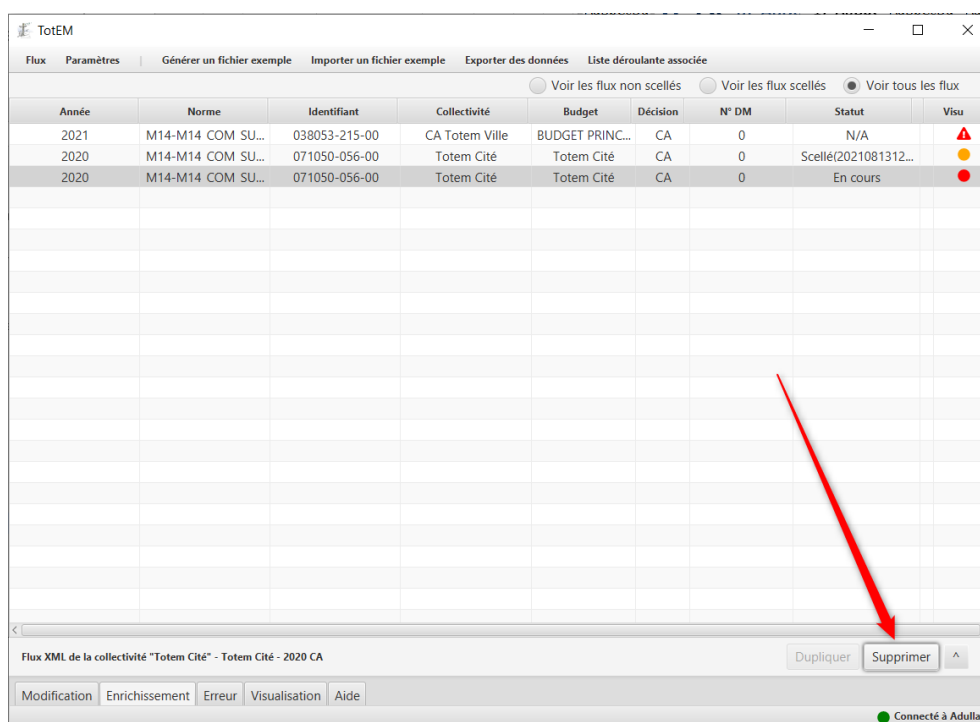 TotEM
Flux Paramètres | Générer un fichier exemple Importer un fichier exemple Exporter des données Liste déroulante associée
Voir les flux non scellés Voir les flux scellés Voir tous les flux
Année Norme Identifiant Collectivité Budget Décision N° DM Statut Visu
2021 M14-M14 COM SU... 038053-215-00 CA Totem Ville BUDGET PRINC... CA 0 N/A
2020 M14-M14 COM SU... 071050-056-00 Totem Cité Totem Cité CA 0 Scellé(2021081312...
2020 M14-M14 COM SU... 071050-056-00 Totem Cité Totem Cité CA 0 En cours
Flux XML de la collectivité "Totem Cité" - Totem Cité - 2020 CA Dupliquer Supprimer ^
Modification Enrichissement Erreur Visualisation Aide
Connecté à Adulla